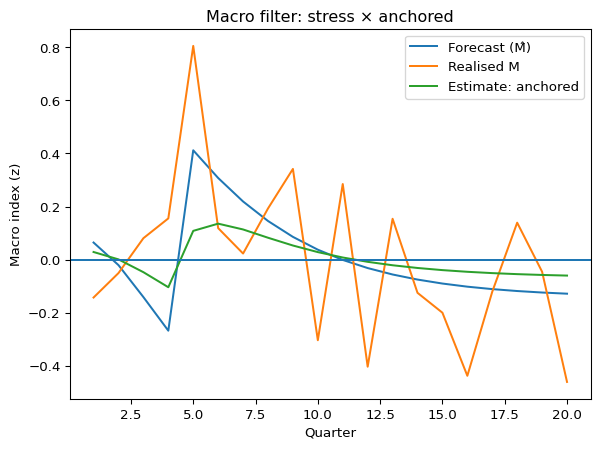 Macro filter: stress × anchored
Forecast (M̂)
Realised M
Estimate: anchored
Macro index (z)
0.8
0.6
0.4
0.2
0.0
−0.2
−0.4
2.5
5.0
7.5
10.0
12.5
15.0
17.5
20.0
Quarter